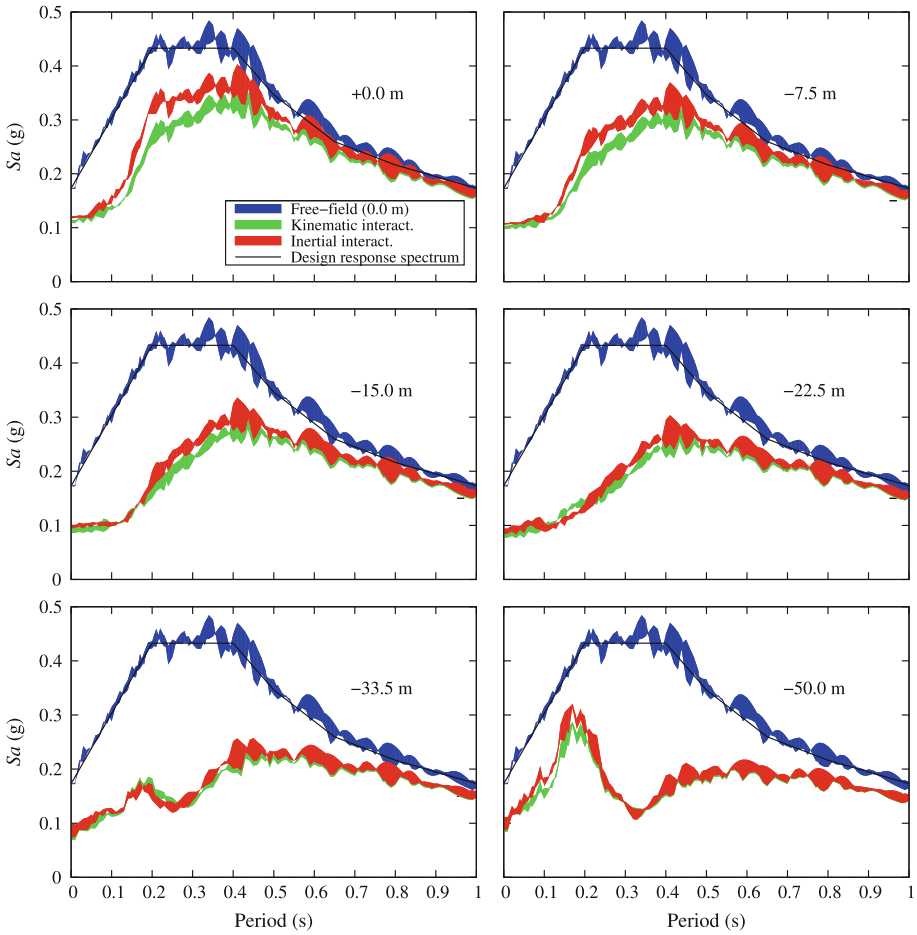 0.5
0.4
0.3
0.2
0.1
0
Sa (g)
+0.0 m
Free−field (0.0 m)
Kinematic interact.
Inertial interact.
Design response spectrum
−7.5 m
0.5
0.4
0.3
0.2
0.1
0
Sa (g)
−15.0 m
−22.5 m
0.5
0.4
0.3
0.2
0.1
0
Sa (g)
−33.5 m
−50.0 m
0 0.1 0.2 0.3 0.4 0.5 0.6 0.7 0.8 0.9 1
0 0.1 0.2 0.3 0.4 0.5 0.6 0.7 0.8 0.9 1
Period (s)
Period (s)